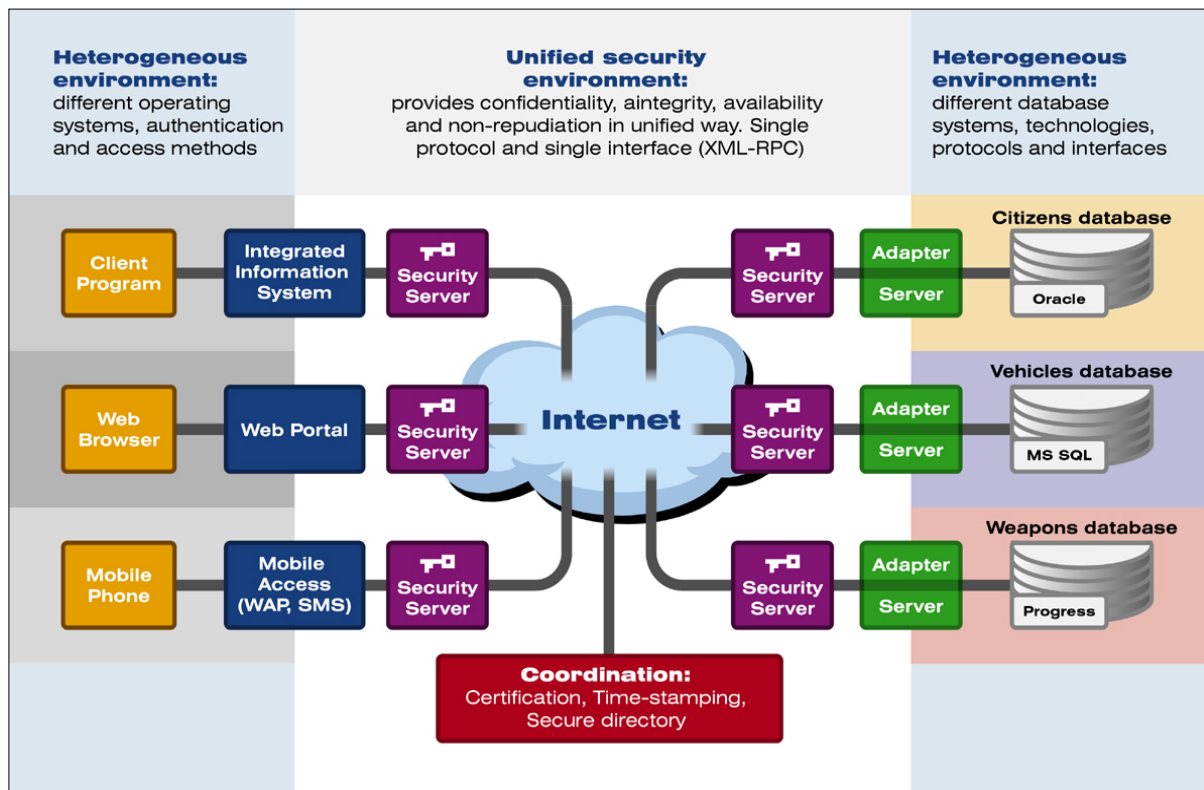 Heterogeneous
environment:
different operating
systems, authentication
and access methods
Unified security
environment:
provides confidentiality, aintegrity, availability
and non-repudiation in unified way. Single
protocol and single interface (XML-RPC)
Heterogeneous
environment:
different database
systems, technologies,
protocols and interfaces
Client
Program
Integrated
Information
System
Security
Server
Security
Server
Adapter
Server
Citizens database
Oracle
Web
Browser
Web Portal
Security
Server
Internet
Security
Server
Adapter
Server
Vehicles database
MS SQL
Mobile
Phone
Mobile
Access
(WAP, SMS)
Security
Server
Security
Server
Adapter
Server
Weapons database
Progress
Coordination:
Certification, Time-stamping,
Secure directory